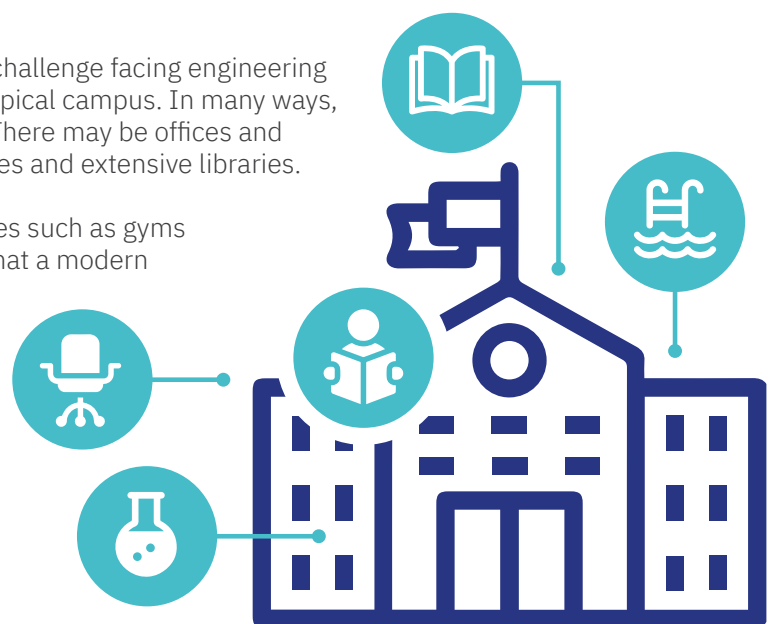 challenge facing engineering
pical campus. In many ways,
There may be offices and
es and extensive libraries.
es such as gyms
nat a modern